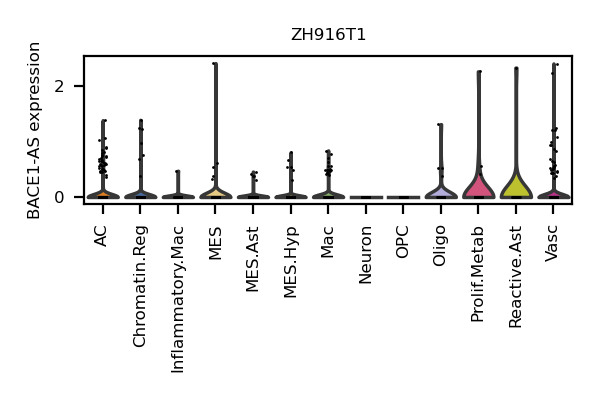 ZH916T1
BACE1-AS expression
2
0
AC
Chromatin.Reg
Inflammatory.Mac
MES
MES.Ast
MES.Hyp
Mac
Neuron
OPC
Oligo
Prolif.Metab
Reactive.Ast
Vasc